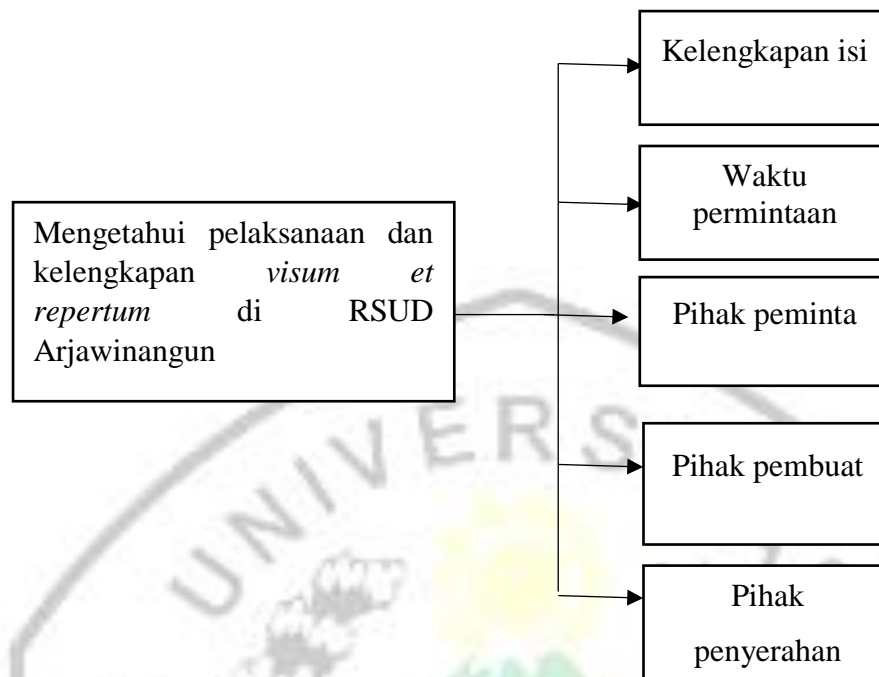 Kelengkapan isi
Waktu
permintaan
Mengetahui pelaksanaan dan
kelengkapan visum et
repertum di RSUD
Arjawinangun
Pihak peminta
Pihak pembuat
Pihak
penyerahan
UNIVERS